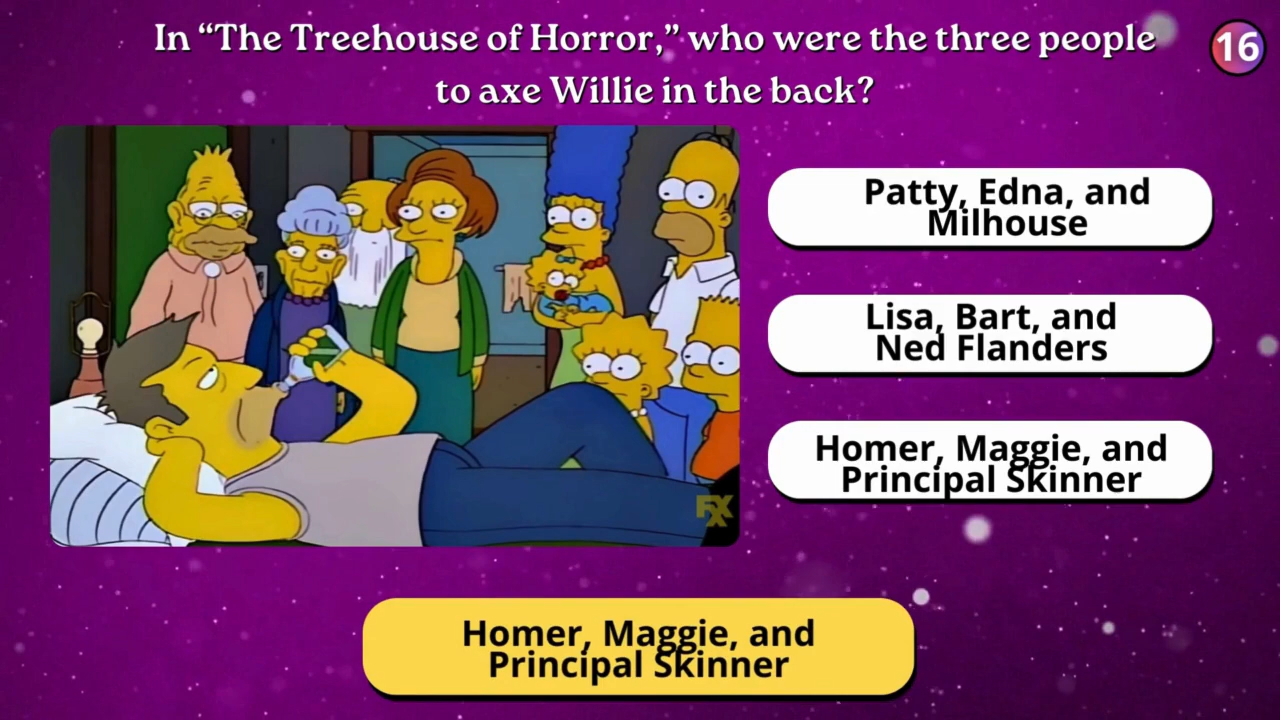 In “The Treehouse of Horror,” who were the three people
to axe Willie in the back?
16
Patty, Edna, and
Milhouse
Lisa, Bart, and
Ned Flanders
Homer, Maggie, and
Principal Skinner
FX
Homer, Maggie, and
Principal Skinner